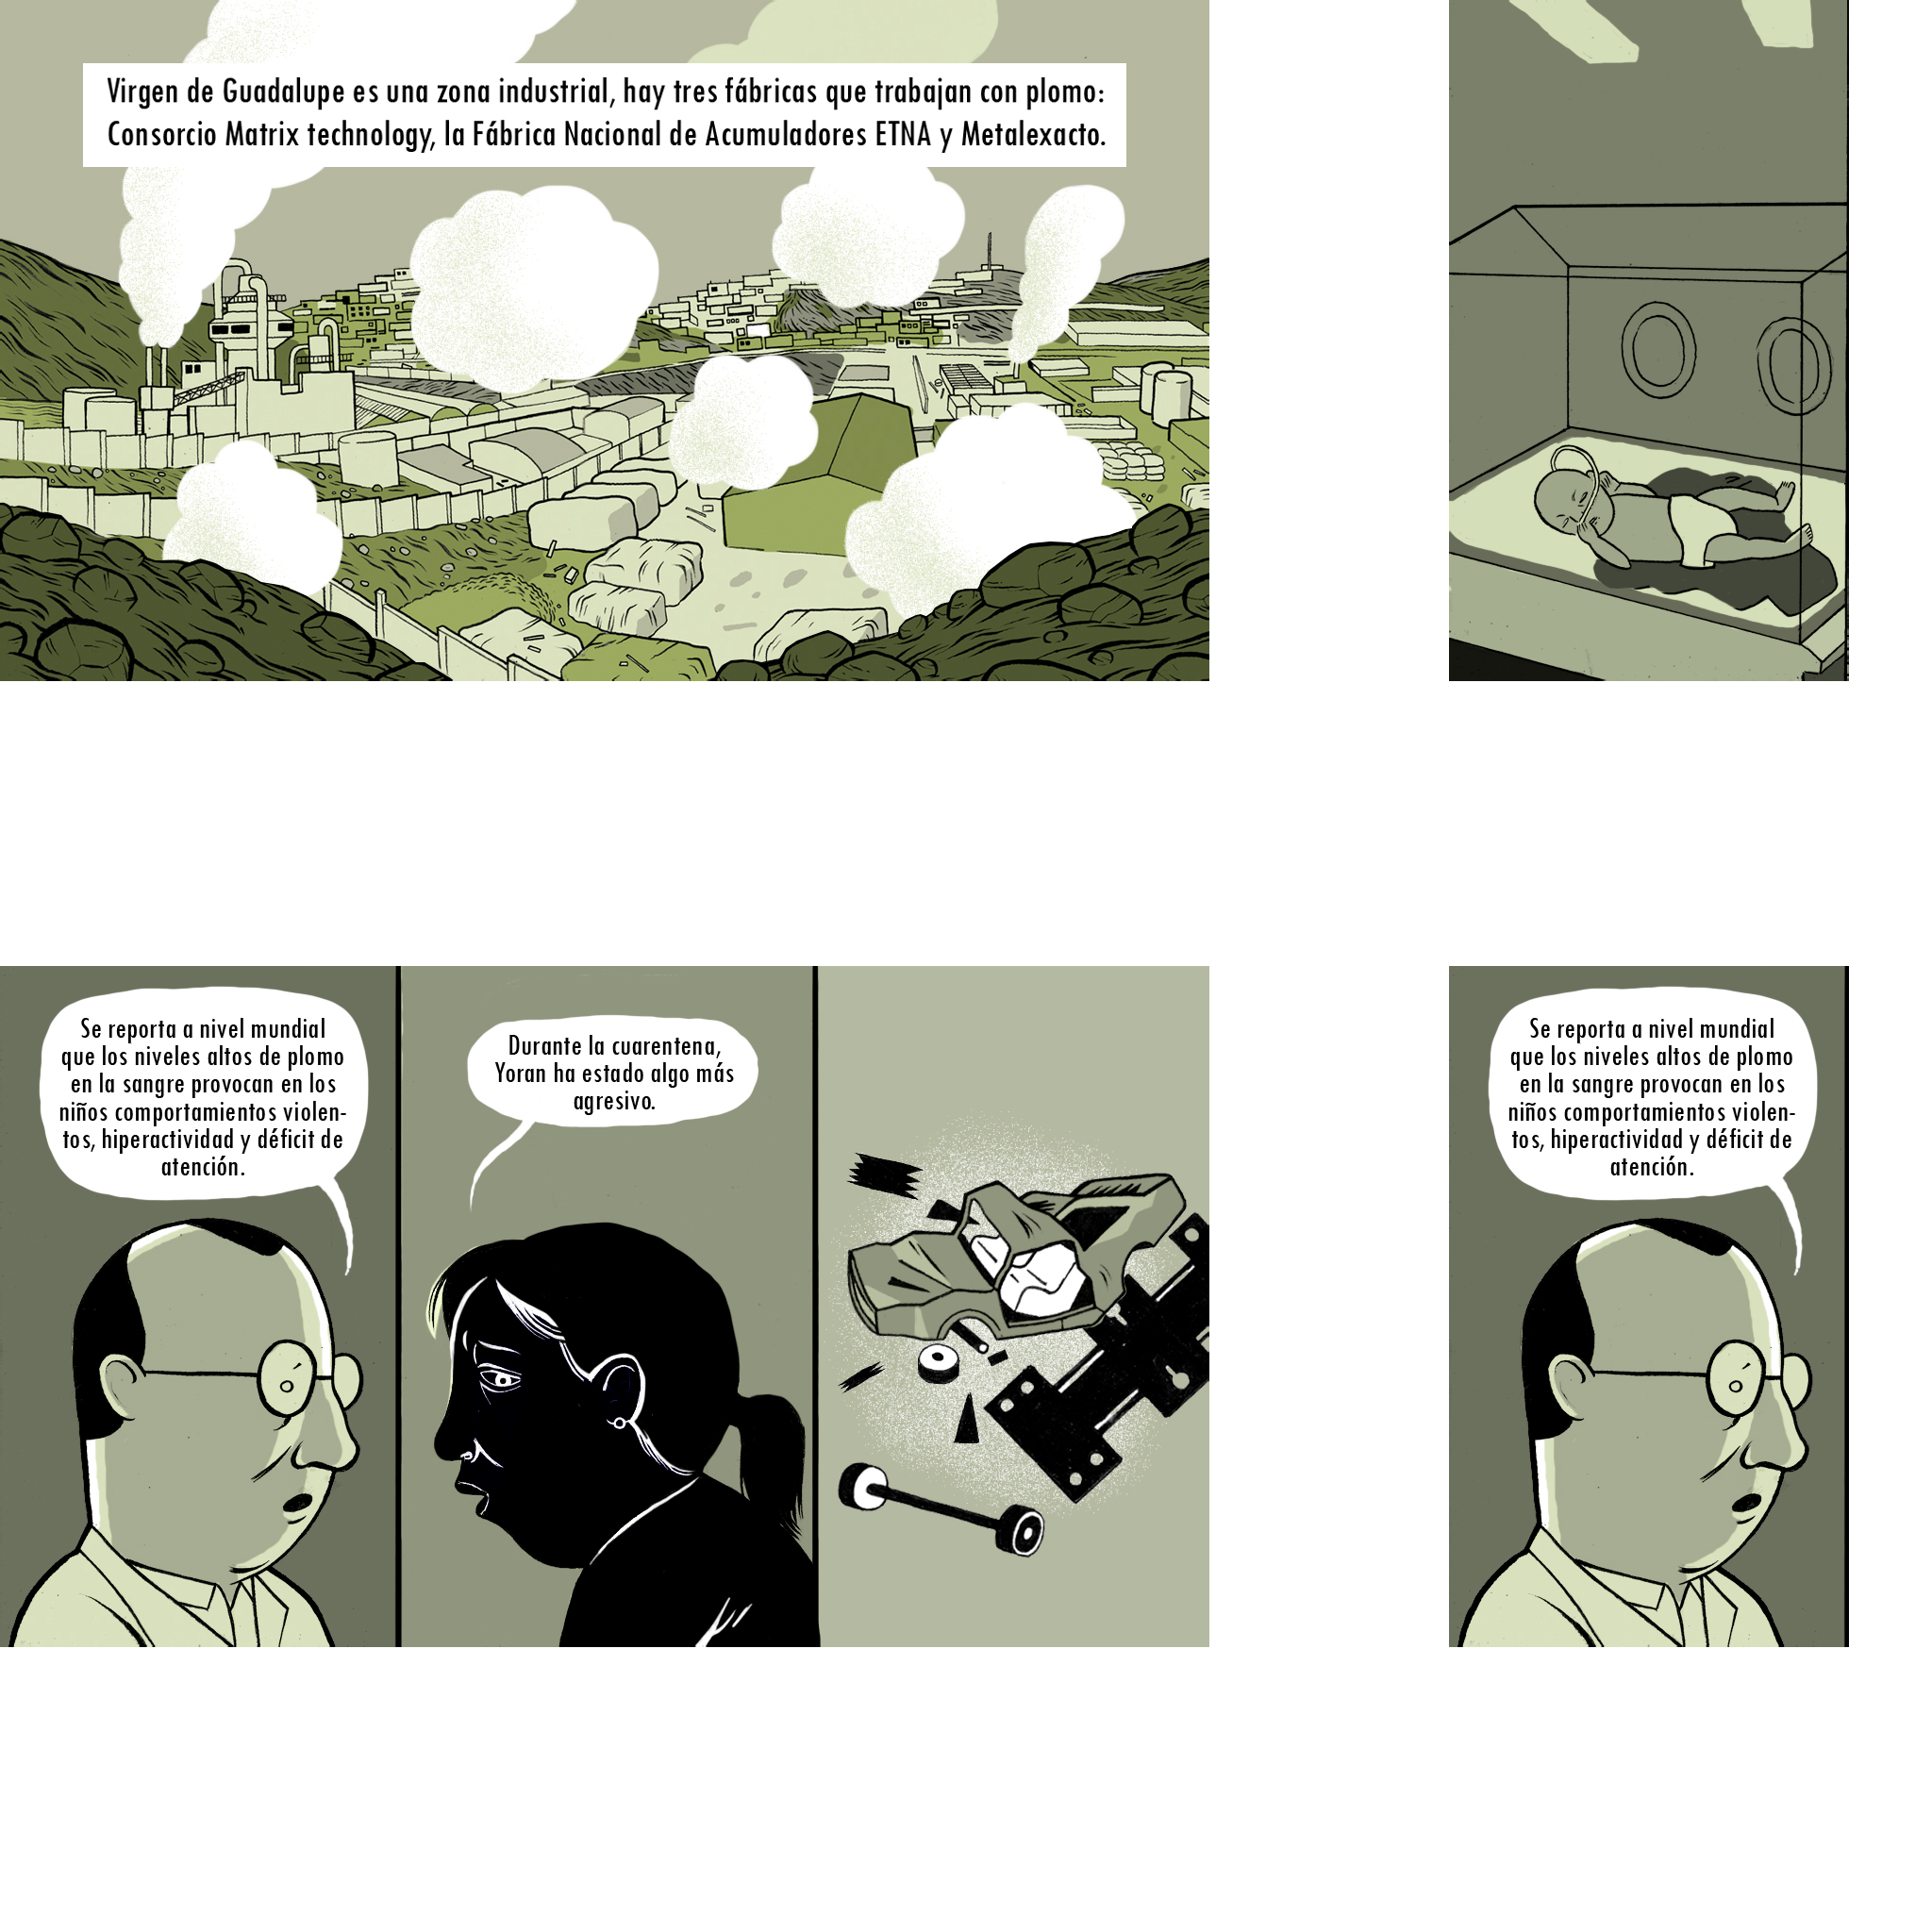 Virgen de Guadalupe es una zona industrial, hay tres fábricas que trabajan con plomo:
Consorcio Matrix technology, la Fábrica Nacional de Acumuladores ETNA y Metalexacto.
Se reporta a nivel mundial
que los niveles altos de plomo
en la sangre provocan en los
niños comportamientos violen-
tos, hiperactividad y déficit de
atención.
Durante la cuarentena,
Yoran ha estado algo más
agresivo.
Se reporta a nivel mundial
que los niveles altos de plomo
en la sangre provocan en los
niños comportamientos violen-
tos, hiperactividad y déficit de
atención.